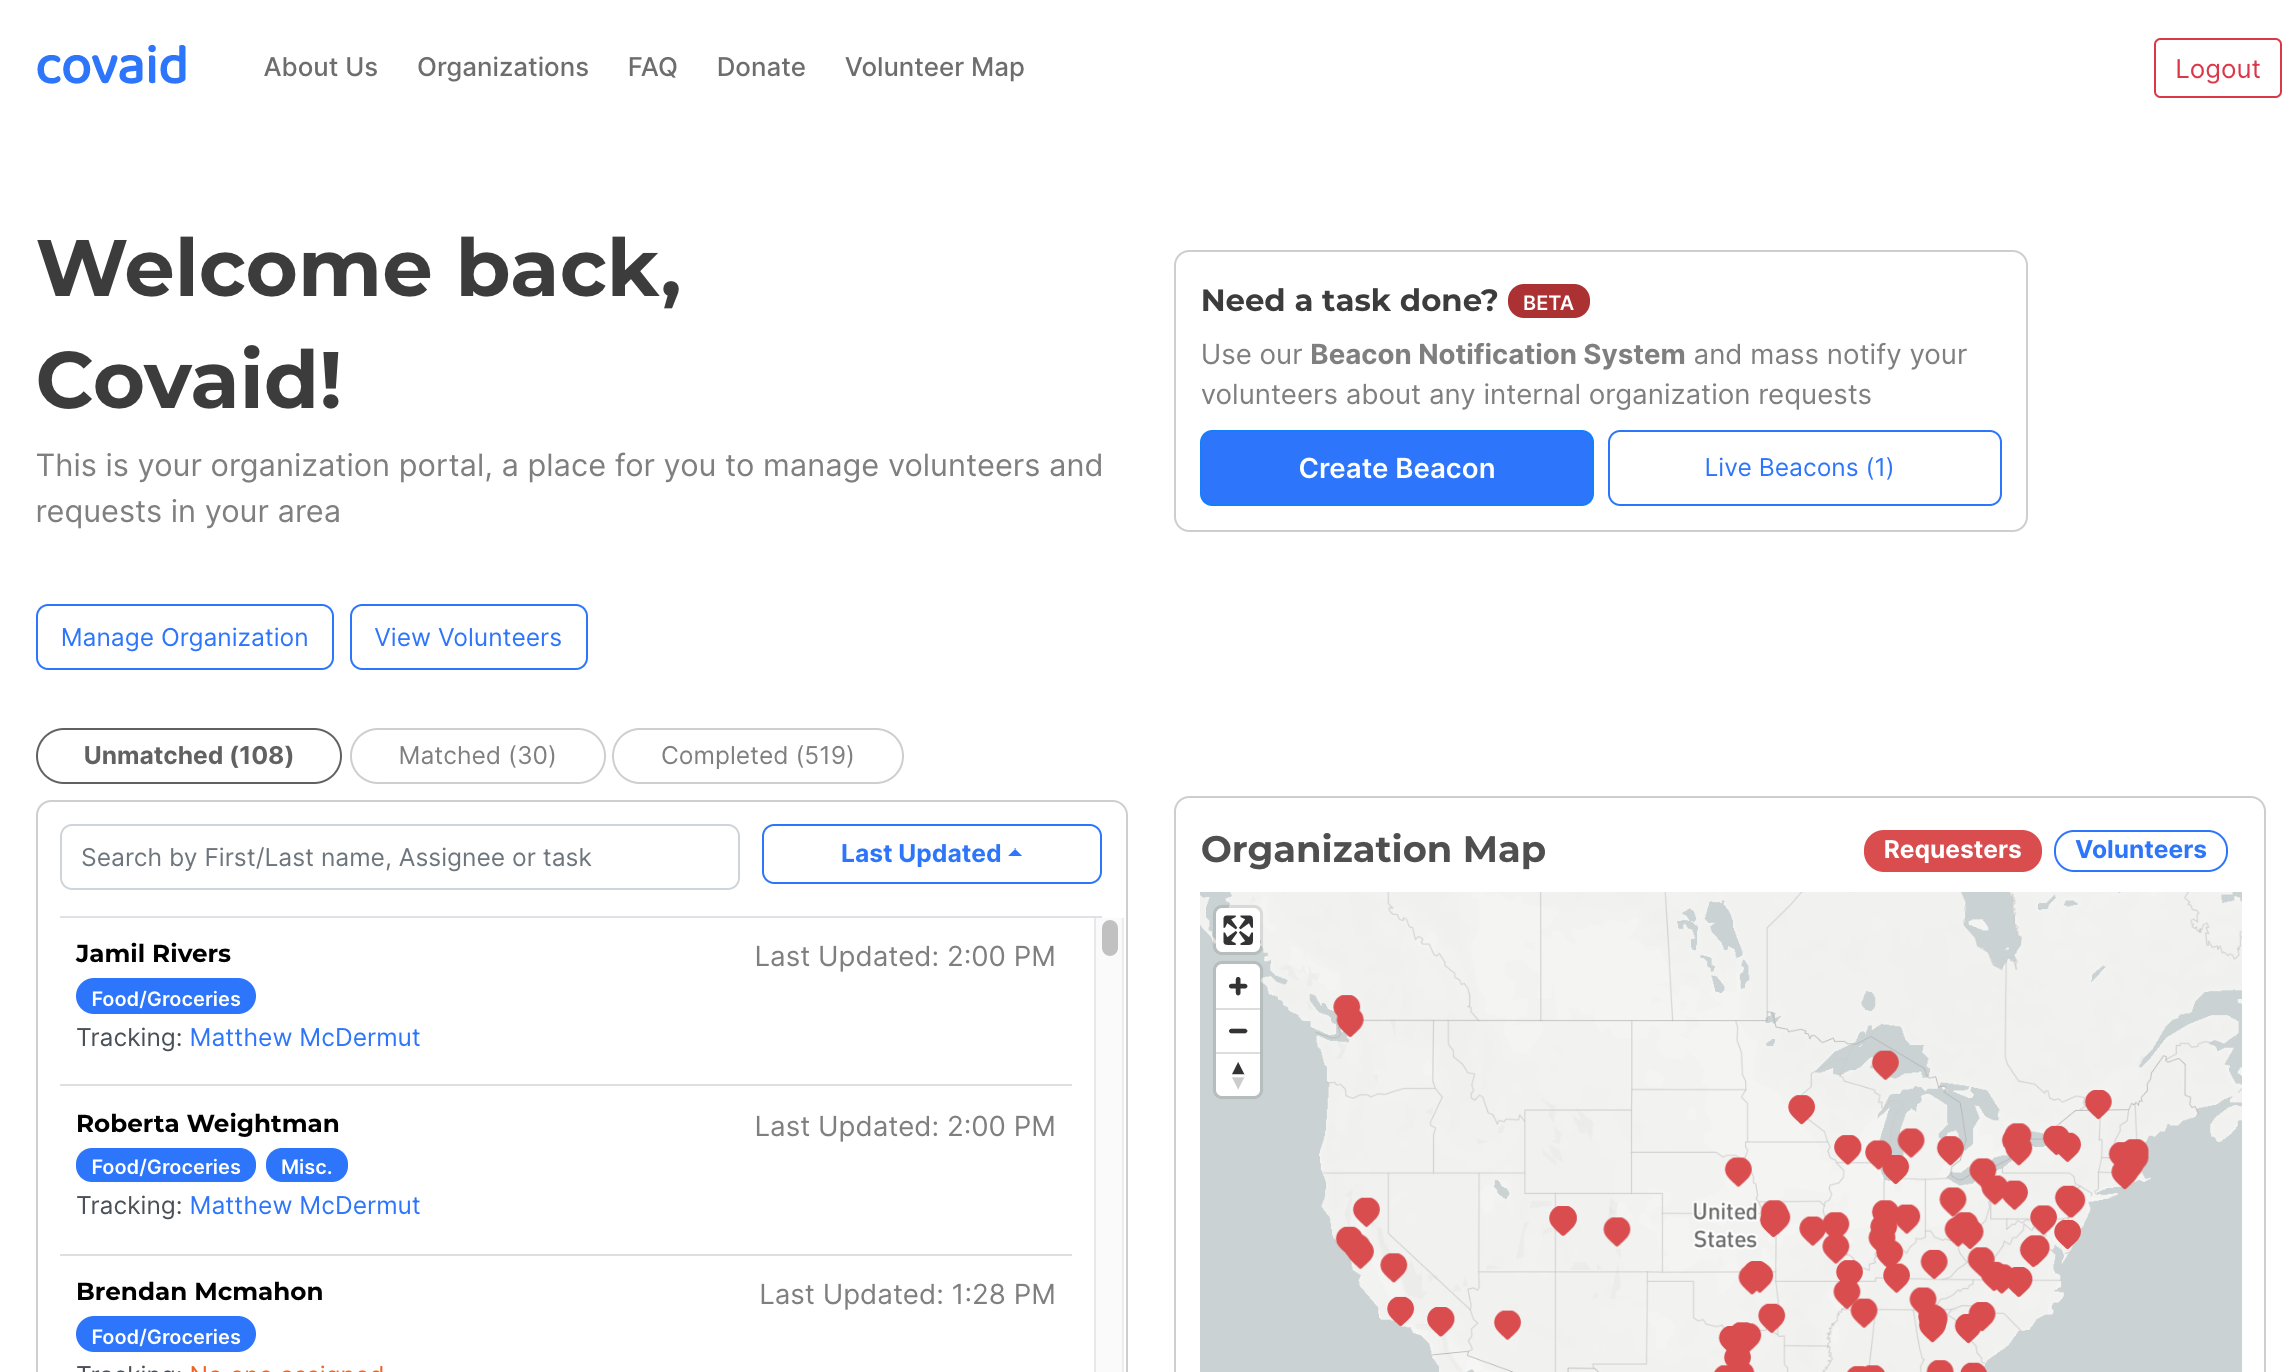 covaid
About Us
Organizations
FAQ
Donate
Volunteer Map
Logout
Welcome back,
Covaid!
This is your organization portal, a place for you to manage volunteers and
requests in your area
Need a task done? BETA
Use our Beacon Notification System and mass notify your
volunteers about any internal organization requests
Create Beacon
Live Beacons (1)
Manage Organization
View Volunteers
Unmatched (108)
Matched (30)
Completed (519)
Search by First/Last name, Assignee or task
Last Updated
Jamil Rivers
Last Updated: 2:00 PM
Food/Groceries
Tracking: Matthew McDermut
Roberta Weightman
Last Updated: 2:00 PM
Food/Groceries
Misc.
Tracking: Matthew McDermut
Brendan Mcmahon
Last Updated: 1:28 PM
Food/Groceries
Tracking: No one assigned
Organization Map
Requesters
Volunteers
United
States